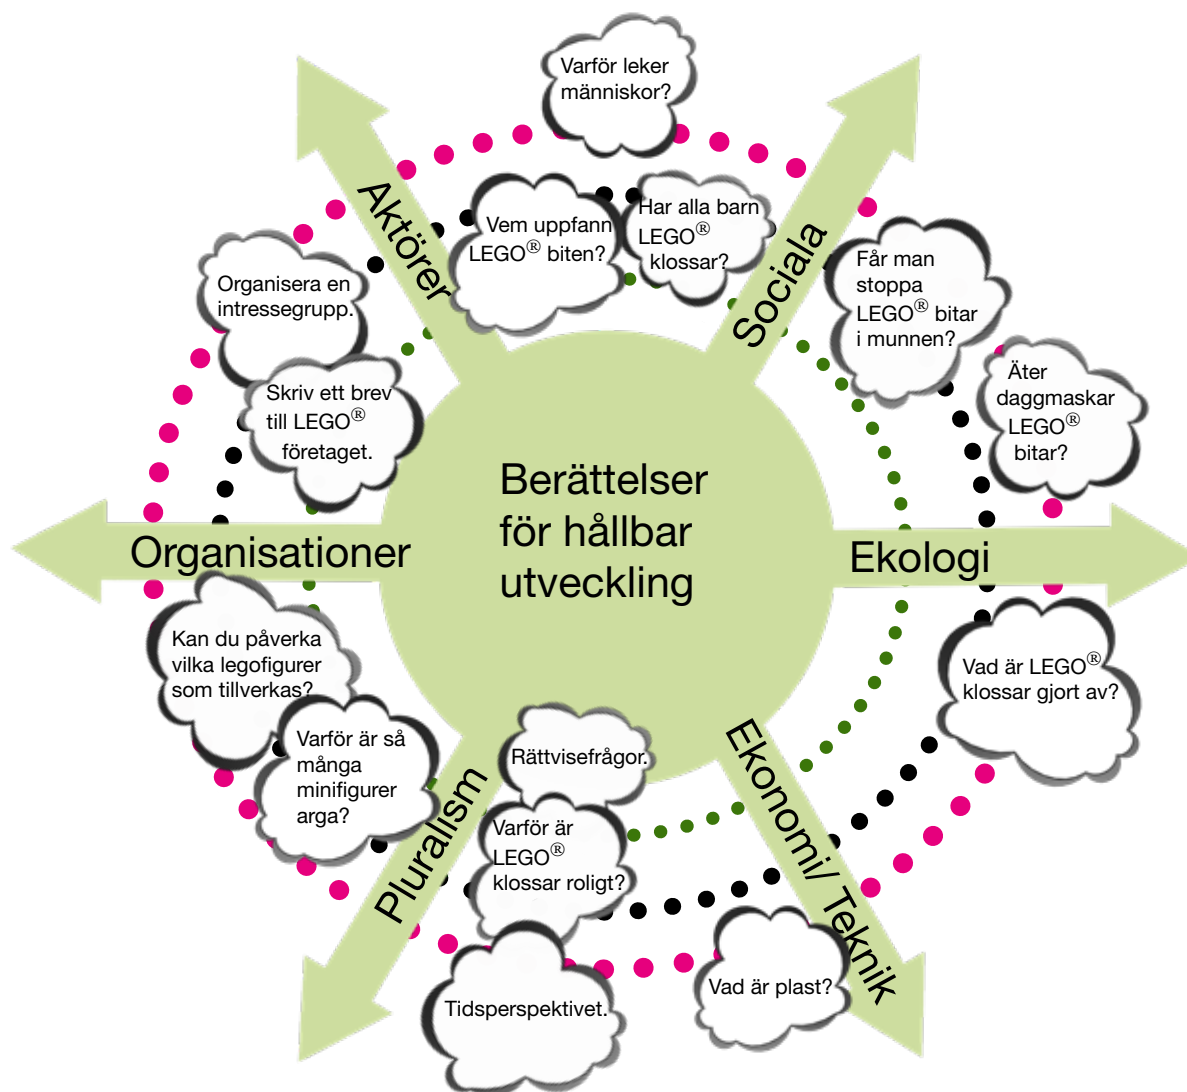 Varför leker
människor?
Aktörer
Sociala
Vem uppfann
LEGO® biten?
Har alla barn
LEGO®
klossar?
Organisera en
intressegrupp.
Får man
stoppa
LEGO® bitar
i munnen?
Skriv ett brev
till LEGO®
företaget.
Äter
daggmaskar
LEGO®
bitar?
Berättelser
för hållbar
utveckling
Organisationer
Ekologi
Kan du påverka
vilka legofigurer
som tillverkas?
Vad är LEGO®
klossar gjort av?
Varför är så
många
minifigurer
arga?
Pluralism
Rättvisefrågor.
Ekonomi/ Teknik
Varför är
LEGO®
klossar roligt?
Vad är plast?
Tidsperspektivet.